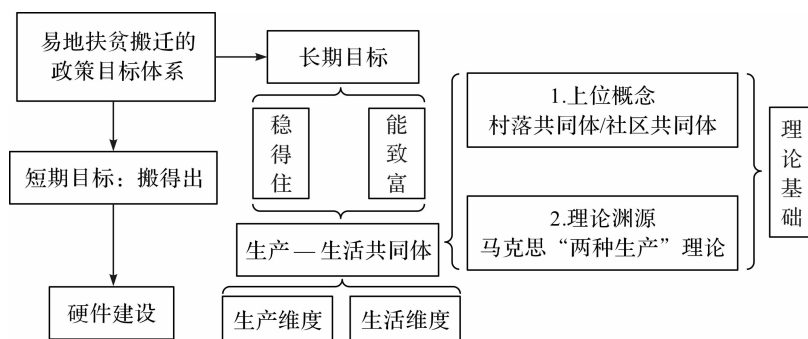 易地扶贫搬迁的
政策目标体系
长期目标
稳得住
能致富
1.上位概念
村落共同体/社区共同体
理论基础
短期目标：搬得出
2.理论渊源
马克思“两种生产”理论
生产—生活共同体
硬件建设
生产维度
生活维度